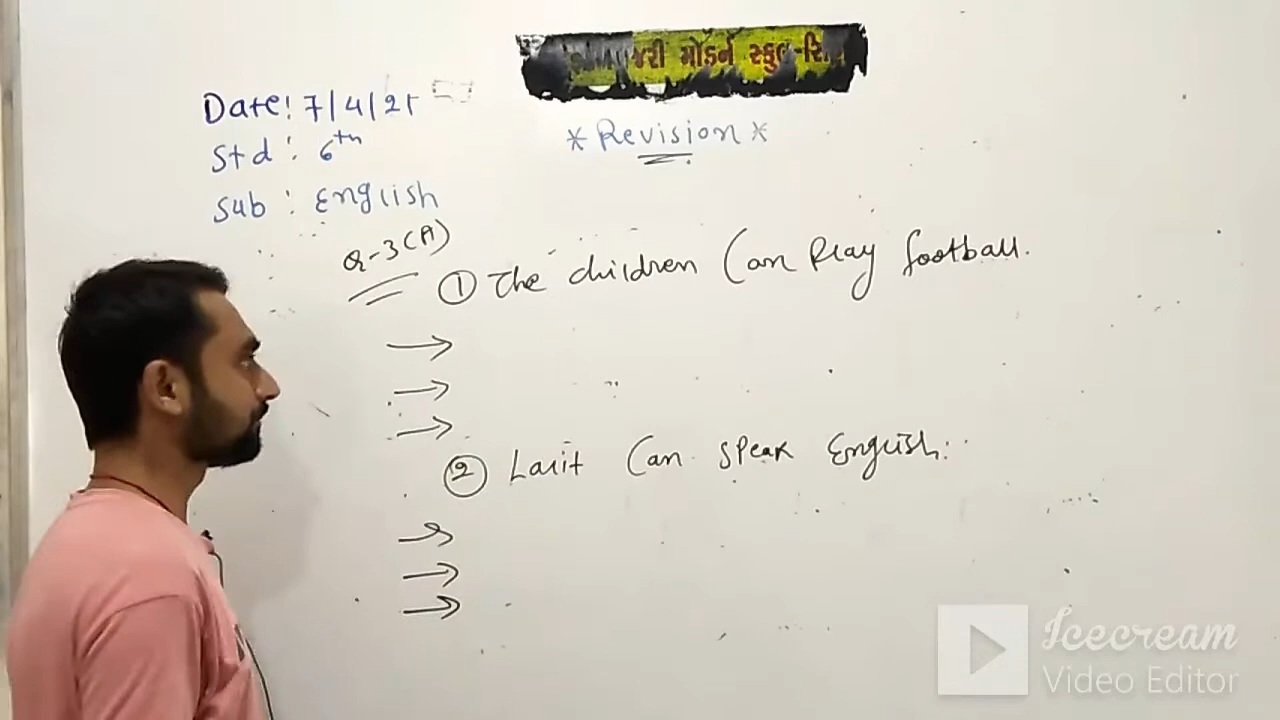 મોડર્ન સ્કુલ-સિ
Date: 7/4/21
Std : 6th
Sub : English
*Revision*
Q-3(A)
① The children Can Play football.
→
→
→
② Lalit Can speak English.
→
→
→
Icecream
Video Editor